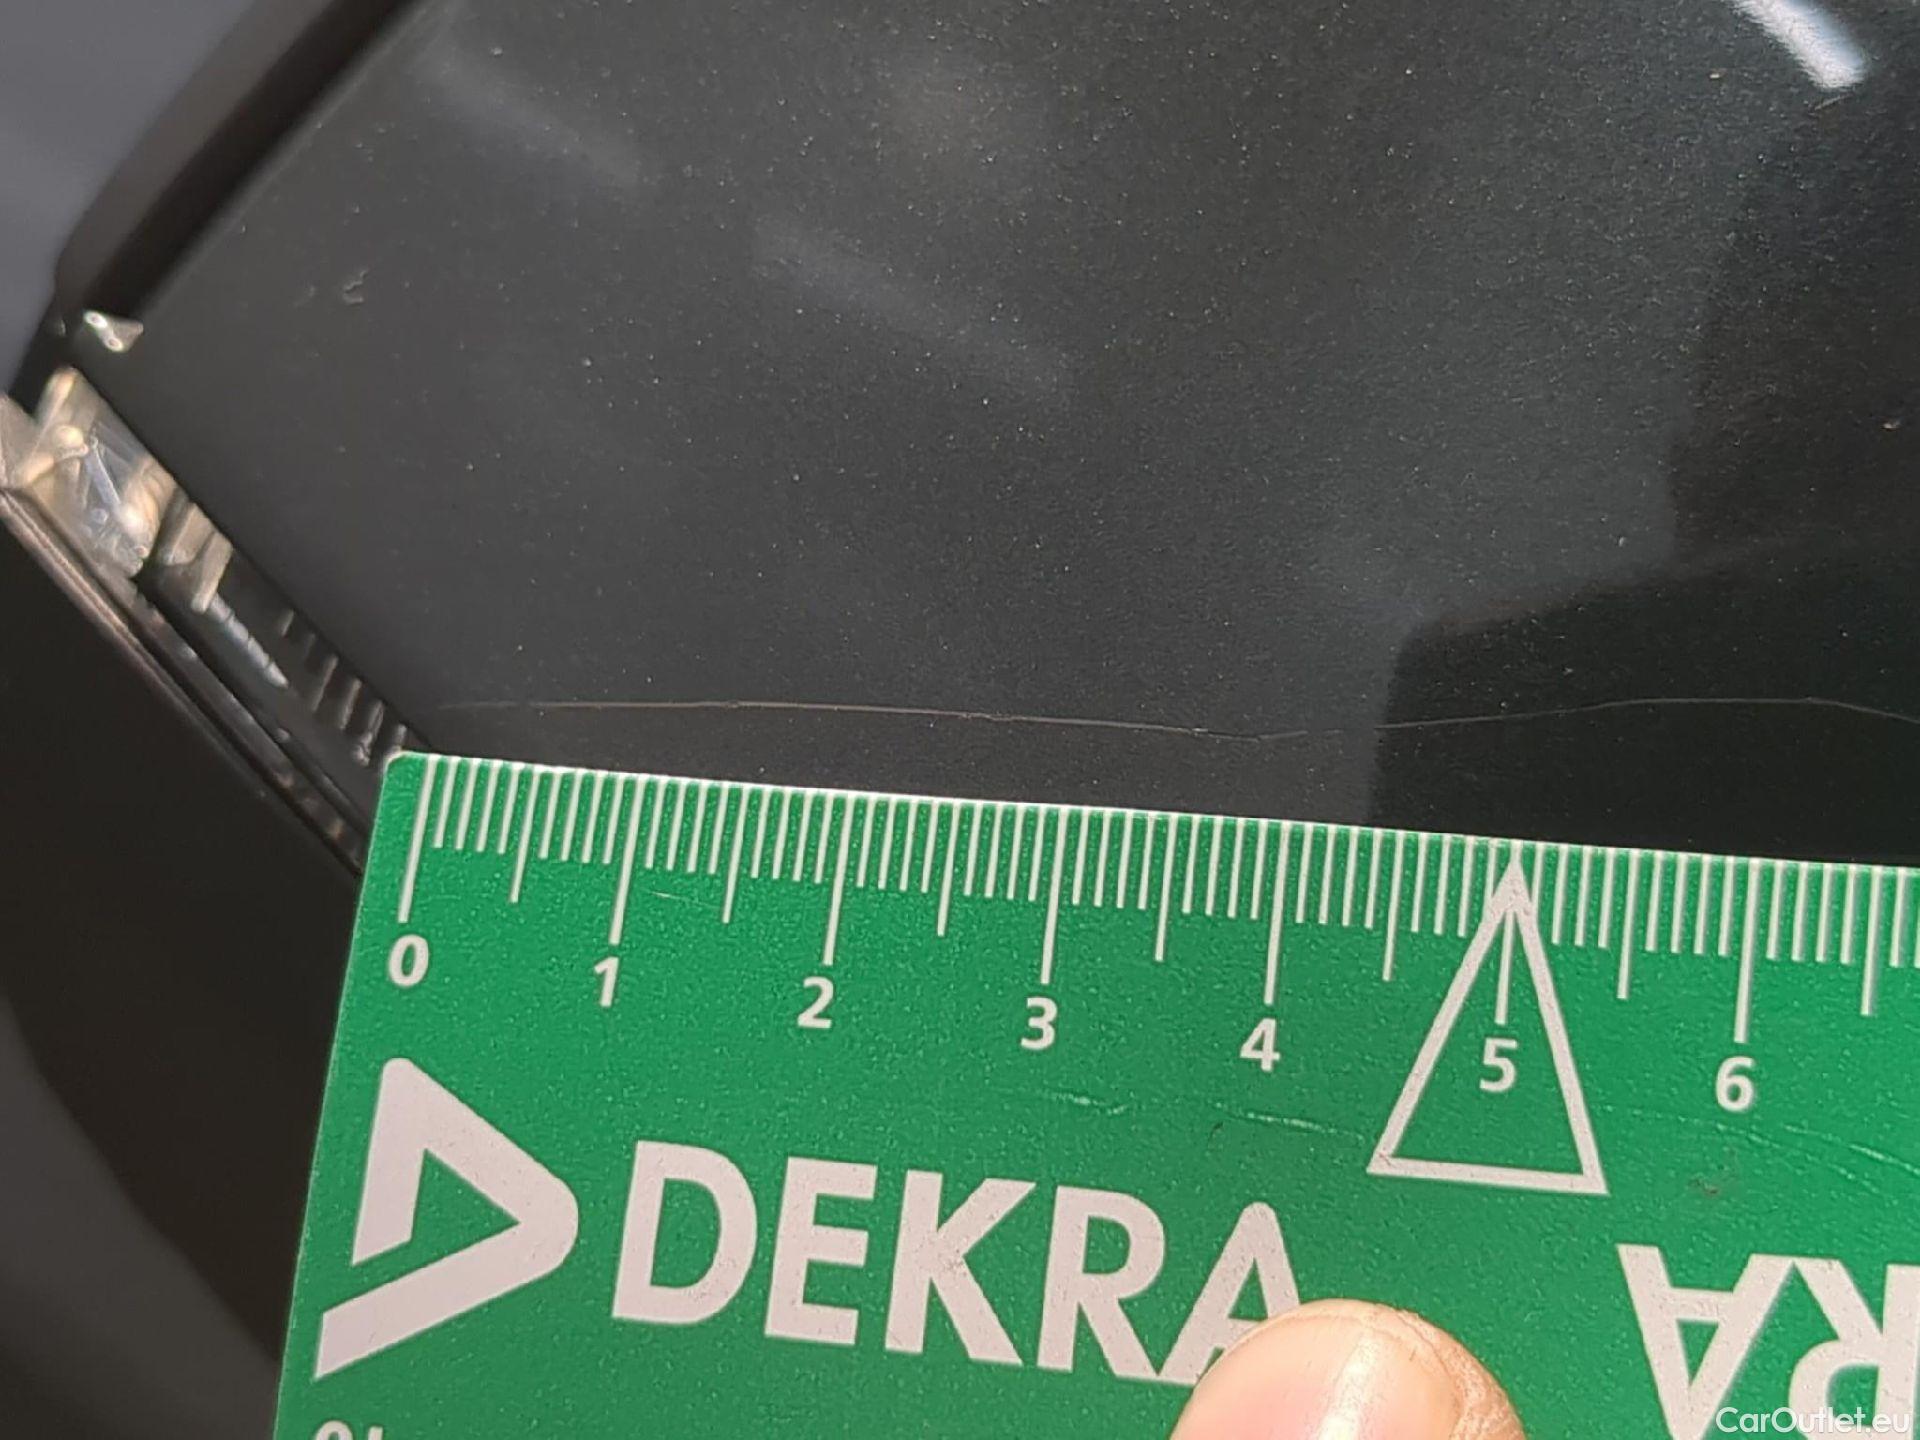 0 1 2 3 4 5 6
DEKRA
RA
CarOutlet.eu